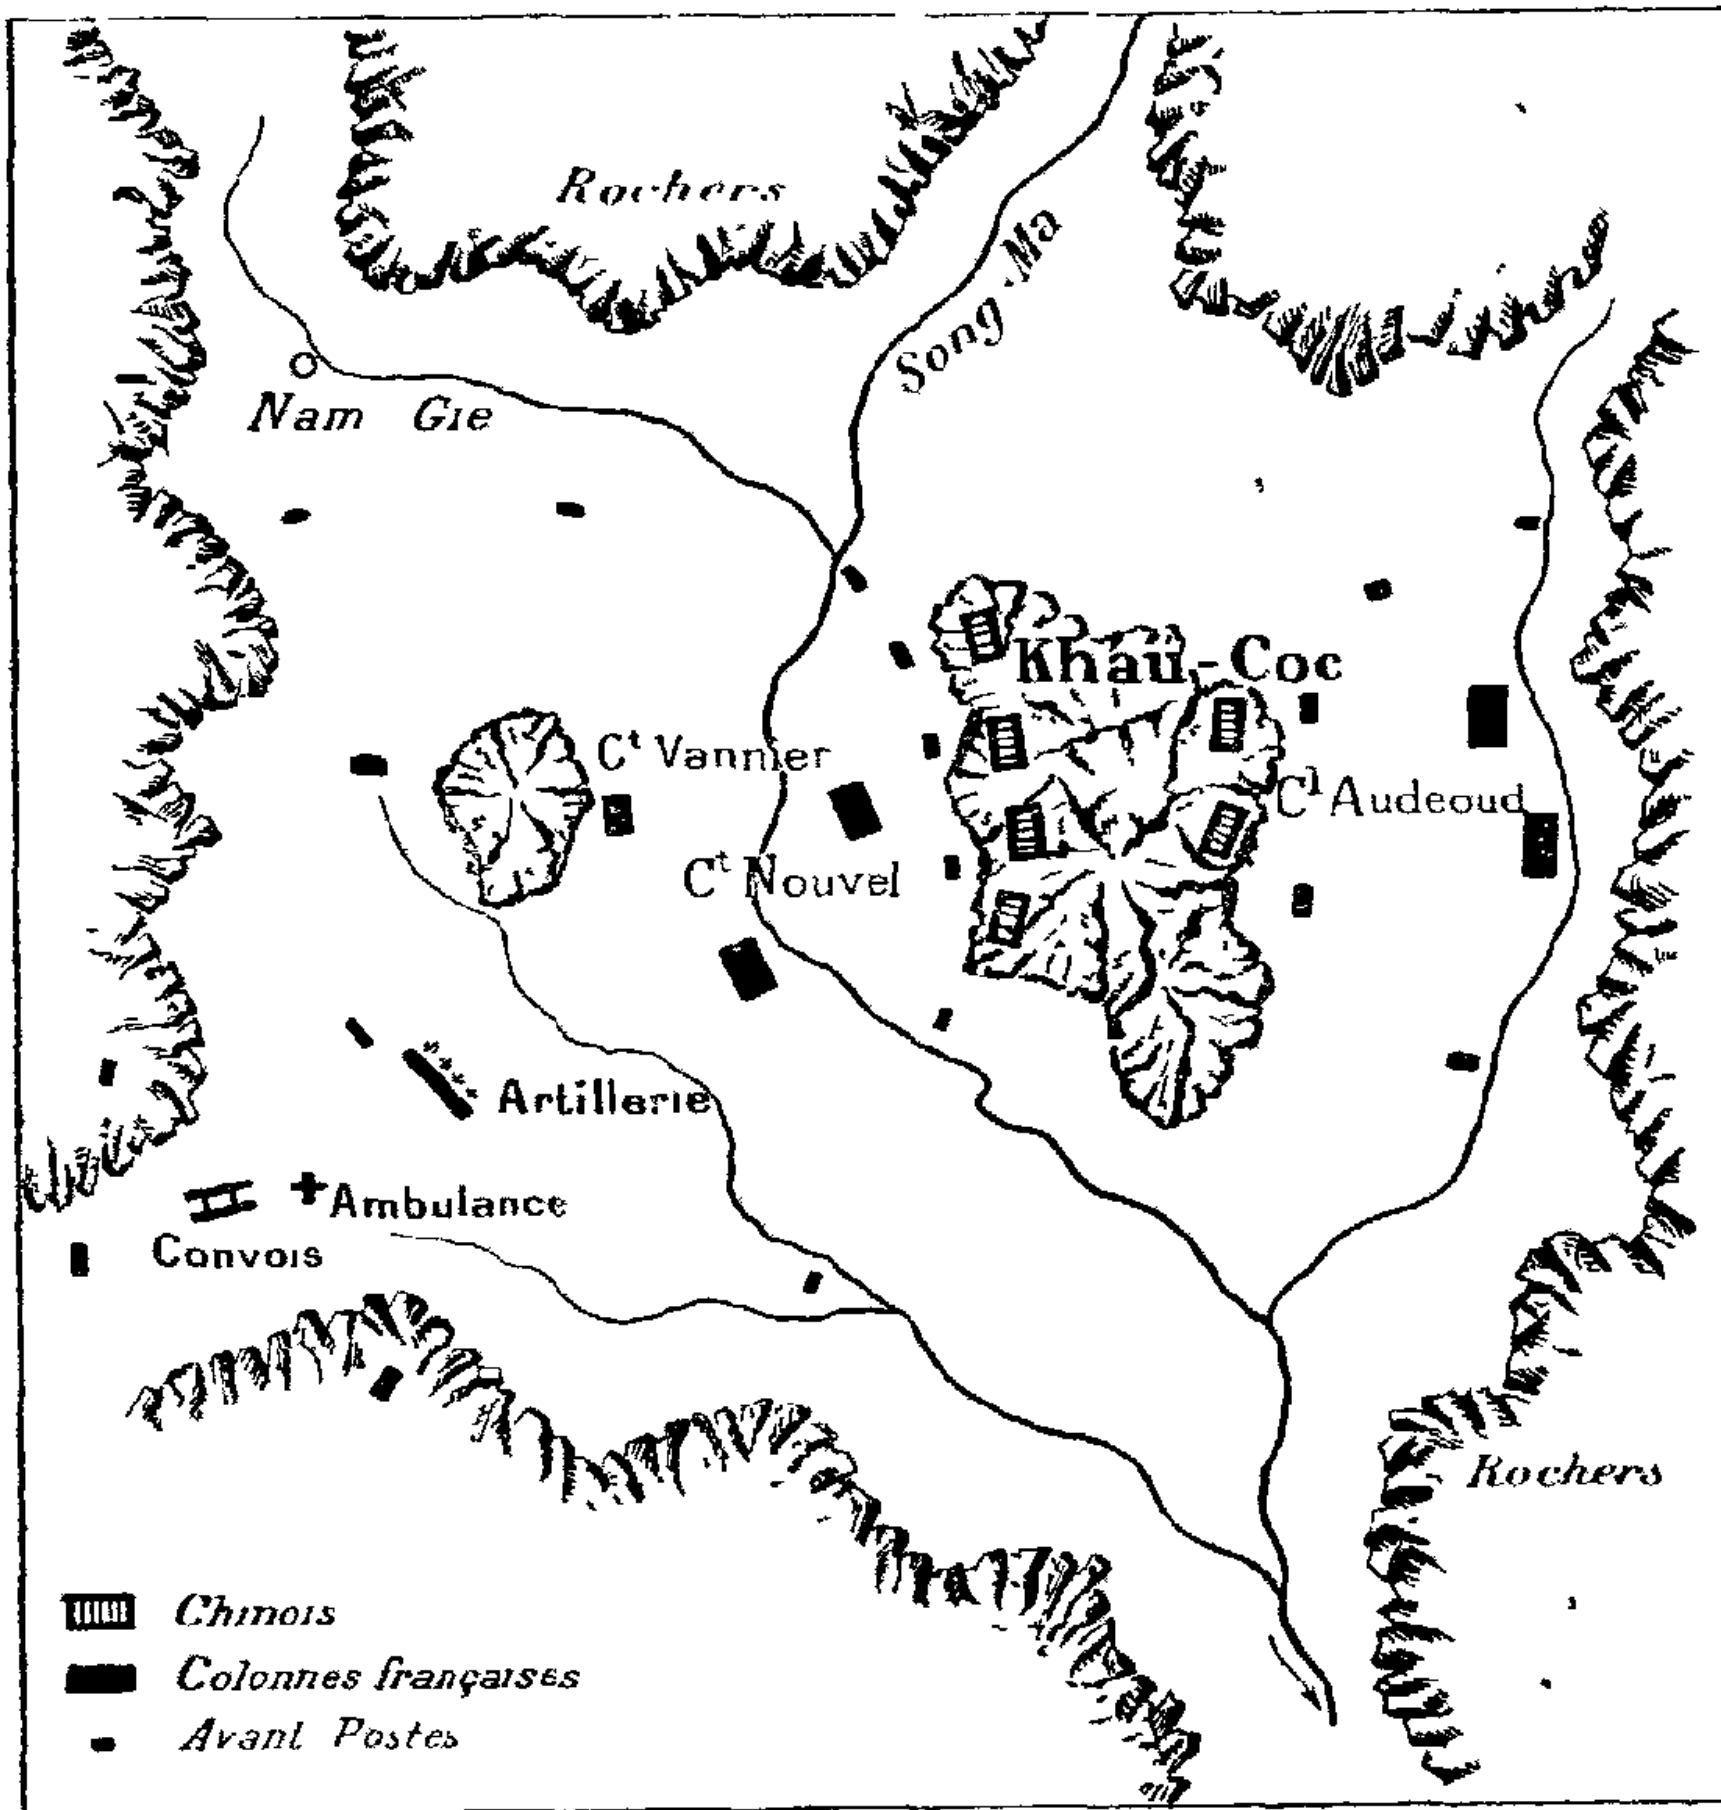 Rochers
Song-Ma
Nam Gie
Khau-Coc
Ct Vannier
Cl Audeoud
Ct Nouvel
Artillerie
Ambulance
Convois
Rochers
Chinois
Colonnes françaises
Avant Postes